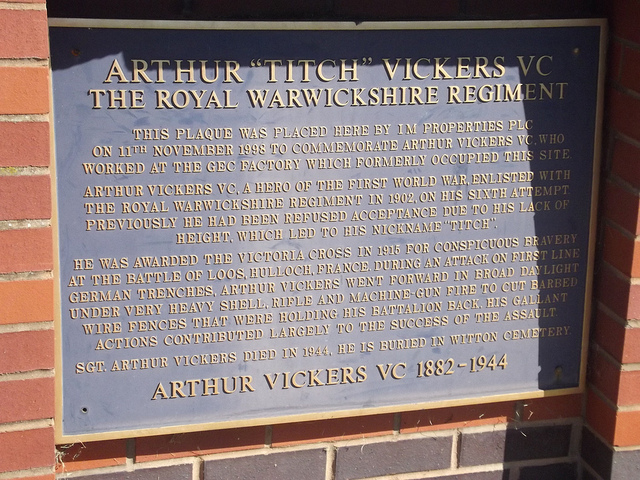 ARTHUR "TITCH" VICKERS VC
THE ROYAL WARWICKSHIRE REGIMENT
THIS PLAQUE WAS PLACED HERE BY IM PROPERTIES PLC
ON 11TH NOVEMBER 1998 TO COMMEMORATE ARTHUR VICKERS VC, WHO
WORKED AT THE GEC FACTORY WHICH FORMERLY OCCUPIED THIS SITE
ARTHUR VICKERS VC, A HERO OF THE FIRST WORLD WAR, ENLISTED WITH
THE ROYAL WARWICKSHIRE REGIMENT IN 1902, ON HIS SIXTH ATTEMPT.
PREVIOUSLY HE HAD BEEN REFUSED ACCEPTANCE DUE TO HIS LACK OF
HEIGHT, WHICH LED TO HIS NICKNAME "TITCH".
HE WAS AWARDED THE VICTORIA CROSS IN 1915 FOR CONSPICUOUS BRAVERY
AT THE BATTLE OF LOOS, HULLOCH, FRANCE. DURING AN ATTACK ON FIRST LINE
GERMAN TRENCHES, ARTHUR VICKERS WENT FORWARD IN BROAD DAYLIGHT
UNDER VERY HEAVY SHELL, RIFLE AND MACHINE-GUN FIRE TO CUT BARBED
WIRE FENCES THAT WERE HOLDING HIS BATTALION BACK. HIS GALLANT
ACTIONS CONTRIBUTED LARGELY TO THE SUCCESS OF THE ASSAULT.
SGT. ARTHUR VICKERS DIED IN 1944. HE IS BURIED IN WITTON CEMETERY.
ARTHUR VICKERS VC 1882-1944